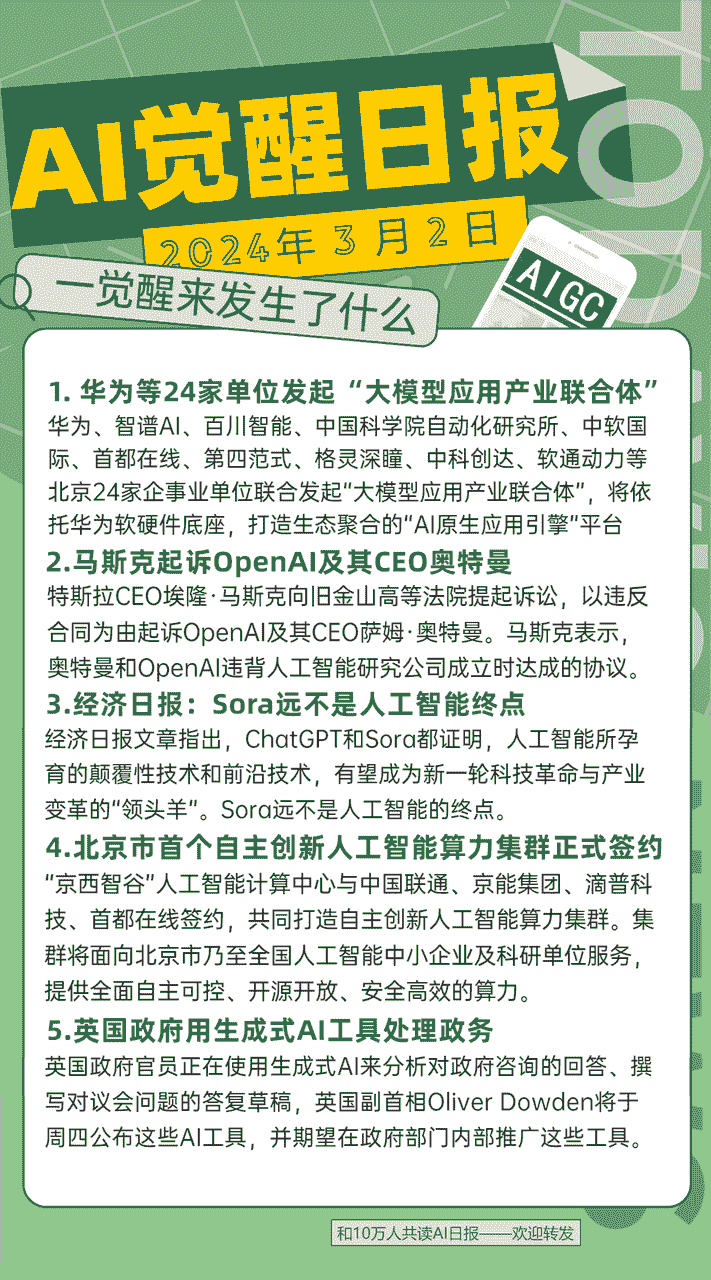 AI觉醒日报
2024年3月2日
一觉醒来发生了什么
AIGC
1. 华为等24家单位发起“大模型应用产业联合体”
华为、智谱AI、百川智能、中国科学院自动化研究所、中软国
际、首都在线、第四范式、格灵深瞳、中科创达、软通动力等
北京24家企事业单位联合发起“大模型应用产业联合体”，将依
托华为软硬件底座，打造生态聚合的“AI原生应用引擎”平台
2.马斯克起诉OpenAI及其CEO奥特曼
特斯拉CEO埃隆·马斯克向旧金山高等法院提起诉讼，以违反
合同为由起诉OpenAI及其CEO萨姆·奥特曼。马斯克表示，
奥特曼和OpenAI违背人工智能研究公司成立时达成的协议。
3.经济日报：Sora远不是人工智能终点
经济日报文章指出，ChatGPT和Sora都证明，人工智能所孕
育的颠覆性技术和前沿技术，有望成为新一轮科技革命与产业
变革的“领头羊”。Sora远不是人工智能的终点。
4.北京市首个自主创新人工智能算力集群正式签约
“京西智谷”人工智能计算中心与中国联通、京能集团、滴普科
技、首都在线签约，共同打造自主创新人工智能算力集群。集
群将面向北京市乃至全国人工智能中小企业及科研单位服务，
提供全面自主可控、开源开放、安全高效的算力。
5.英国政府用生成式AI工具处理政务
英国政府官员正在使用生成式AI来分析对政府咨询的回答、撰
写对议会问题的答复草稿，英国副首相Oliver Dowden将于
周四公布这些AI工具，并期望在政府部门内部推广这些工具。
和10万人共读AI日报——欢迎转发